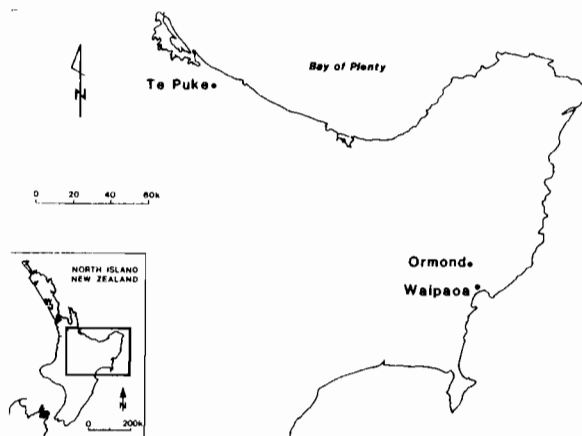 Bay of Plenty
Te Puke
N
0 20 40 60k
Ormond
Waipaoa
NORTH ISLAND
NEW ZEALAND
N
0 200k